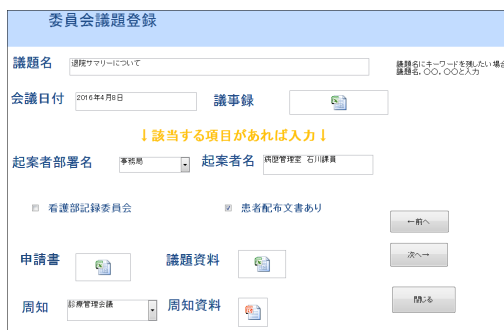 委員会議題登録
議題名 退院サマリーについて
議題名にキーワードを残したい場合
議題名, 〇〇, 〇〇と入力
会議日付 2016年4月8日 議事録
↓該当する項目があれば入力↓
起案者部署名 事務局 起案者名 病歴管理室 石川課員
看護部記録委員会 患者配布文書あり
←前へ
申請書 議題資料 次へ→
周知 診療管理会議 周知資料 閉じる